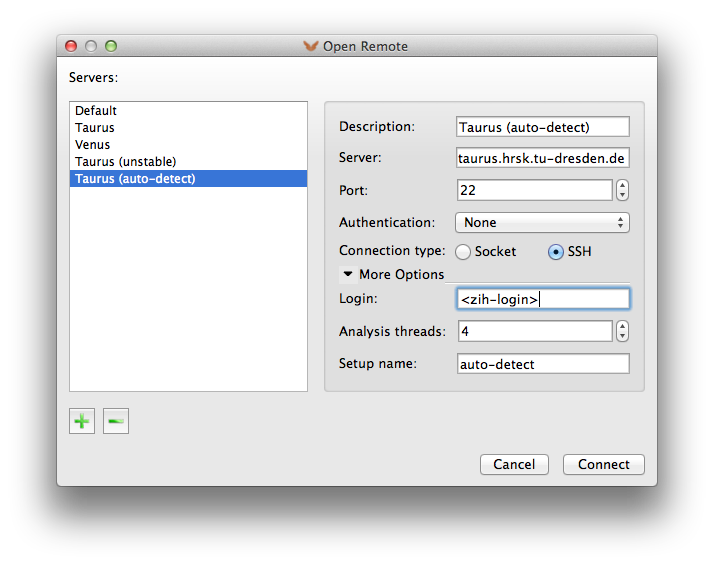 Open Remote
Servers:
Default
Taurus
Venus
Taurus (unstable)
Taurus (auto-detect)
Description: Taurus (auto-detect)
Server: taurus.hrsk.tu-dresden.de
Port: 22
Authentication: None
Connection type: Socket SSH
More Options
Login: <zih-login>
Analysis threads: 4
Setup name: auto-detect
Cancel Connect